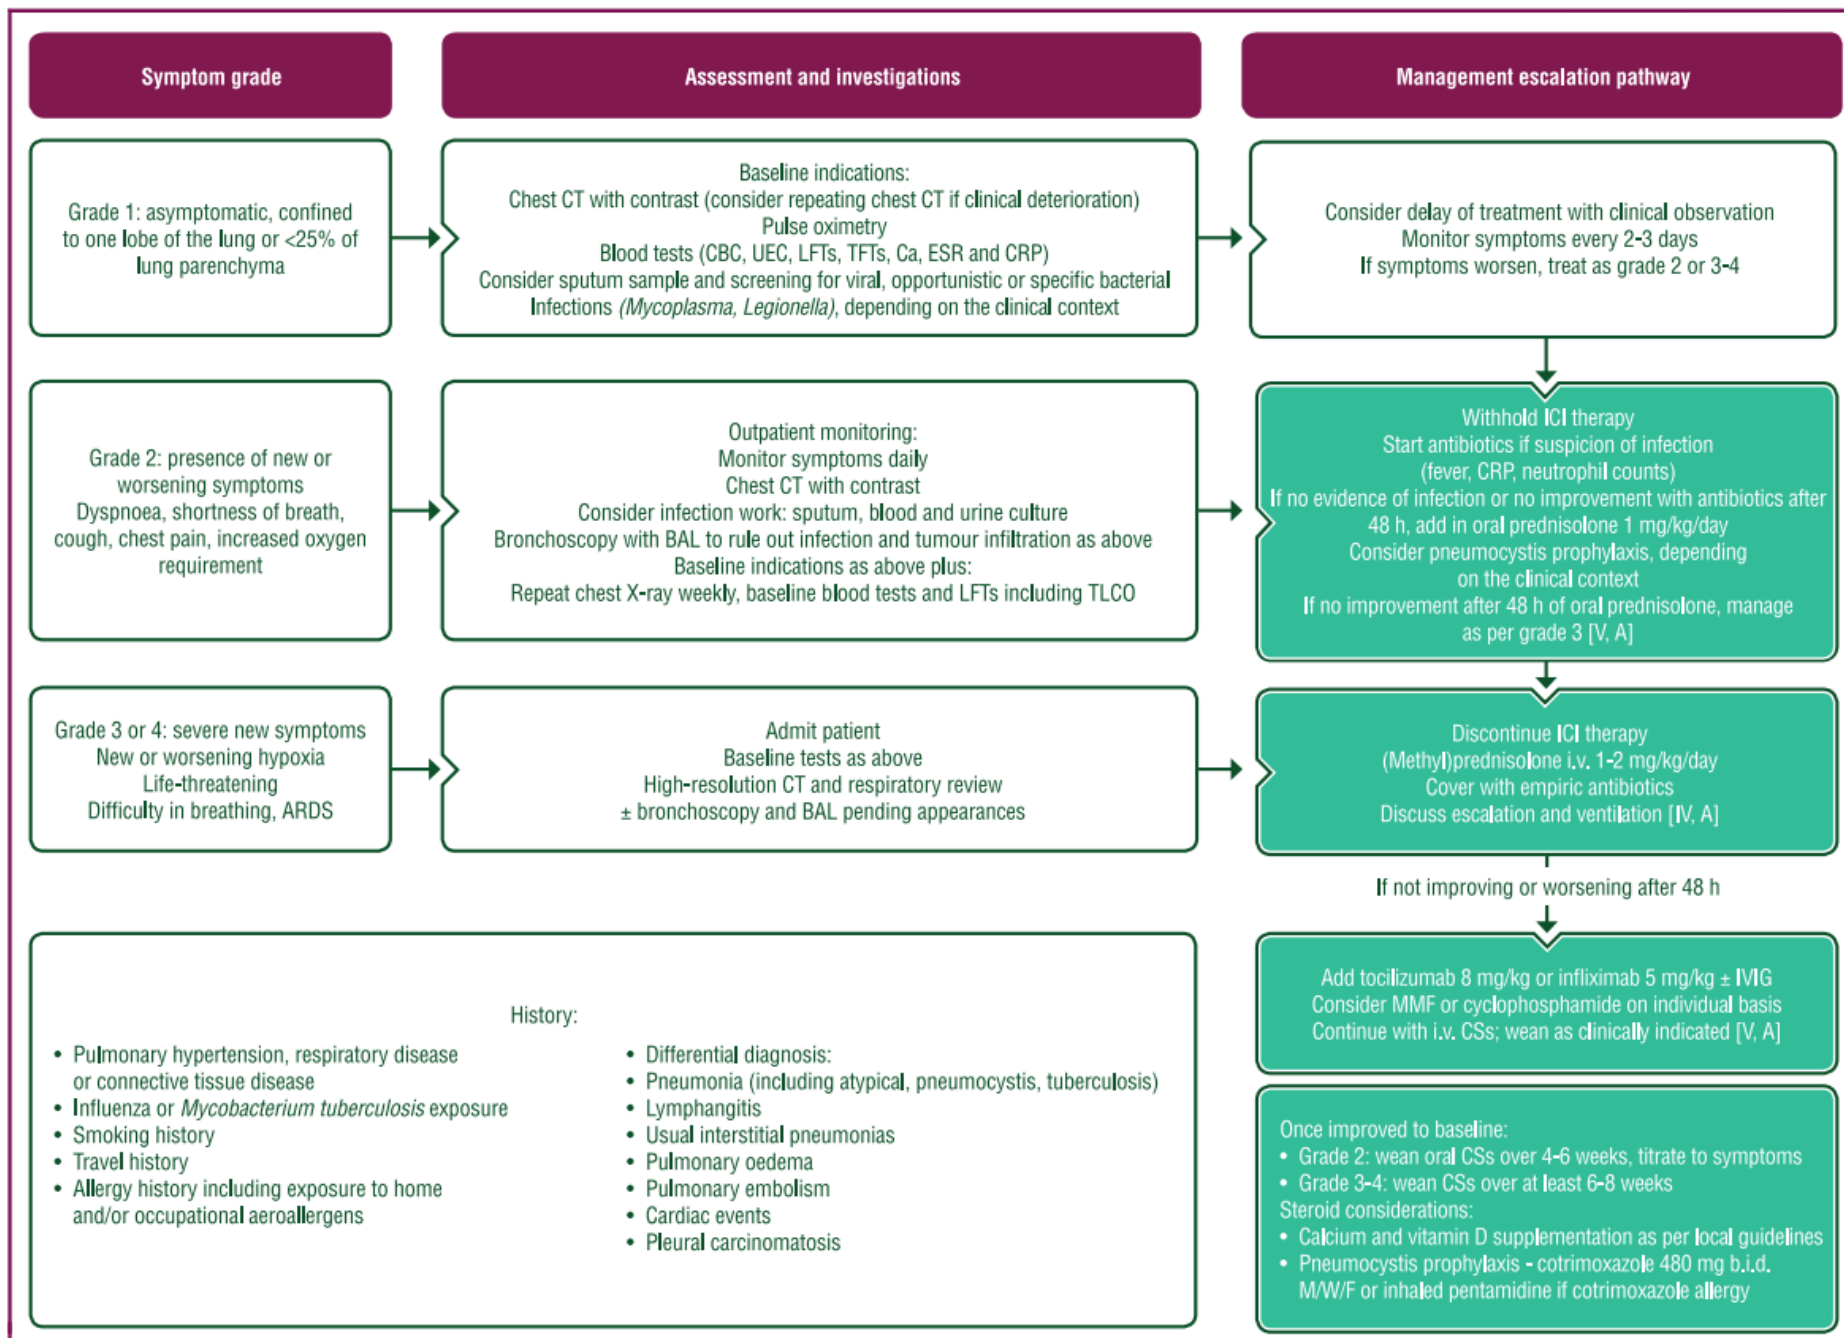 Symptom grade
Assessment and investigations
Management escalation pathway
Grade 1: asymptomatic, confined
to one lobe of the lung or <25% of
lung parenchyma
Baseline indications:
Chest CT with contrast (consider repeating chest CT if clinical deterioration)
Pulse oximetry
Blood tests (CBC, UEC, LFTs, TFTs, Ca, ESR and CRP)
Consider sputum sample and screening for viral, opportunistic or specific bacterial
Infections (Mycoplasma, Legionella), depending on the clinical context
Consider delay of treatment with clinical observation
Monitor symptoms every 2-3 days
If symptoms worsen, treat as grade 2 or 3-4
Grade 2: presence of new or
worsening symptoms
Dyspnoea, shortness of breath,
cough, chest pain, increased oxygen
requirement
Outpatient monitoring:
Monitor symptoms daily
Chest CT with contrast
Consider infection work: sputum, blood and urine culture
Bronchoscopy with BAL to rule out infection and tumour infiltration as above
Baseline indications as above plus:
Repeat chest X-ray weekly, baseline blood tests and LFTs including TLCO
Withhold ICI therapy
Start antibiotics if suspicion of infection
(fever, CRP, neutrophil counts)
If no evidence of infection or no improvement with antibiotics after
48 h, add in oral prednisolone 1 mg/kg/day
Consider pneumocystis prophylaxis, depending
on the clinical context
If no improvement after 48 h of oral prednisolone, manage
as per grade 3 [V, A]
Grade 3 or 4: severe new symptoms
New or worsening hypoxia
Life-threatening
Difficulty in breathing, ARDS
Admit patient
Baseline tests as above
High-resolution CT and respiratory review
± bronchoscopy and BAL pending appearances
Discontinue ICI therapy
(Methyl)prednisolone i.v. 1-2 mg/kg/day
Cover with empiric antibiotics
Discuss escalation and ventilation [IV, A]
If not improving or worsening after 48 h
Add tocilizumab 8 mg/kg or infliximab 5 mg/kg ± IVIG
Consider MMF or cyclophosphamide on individual basis
Continue with i.v. CSs; wean as clinically indicated [V, A]
History:
• Pulmonary hypertension, respiratory disease
or connective tissue disease
• Influenza or Mycobacterium tuberculosis exposure
• Smoking history
• Travel history
• Allergy history including exposure to home
and/or occupational aeroallergens
• Differential diagnosis:
• Pneumonia (including atypical, pneumocystis, tuberculosis)
• Lymphangitis
• Usual interstitial pneumonias
• Pulmonary oedema
• Pulmonary embolism
• Cardiac events
• Pleural carcinomatosis
Once improved to baseline:
• Grade 2: wean oral CSs over 4-6 weeks, titrate to symptoms
• Grade 3-4: wean CSs over at least 6-8 weeks
Steroid considerations:
• Calcium and vitamin D supplementation as per local guidelines
• Pneumocystis prophylaxis - cotrimoxazole 480 mg b.i.d.
M/W/F or inhaled pentamidine if cotrimoxazole allergy